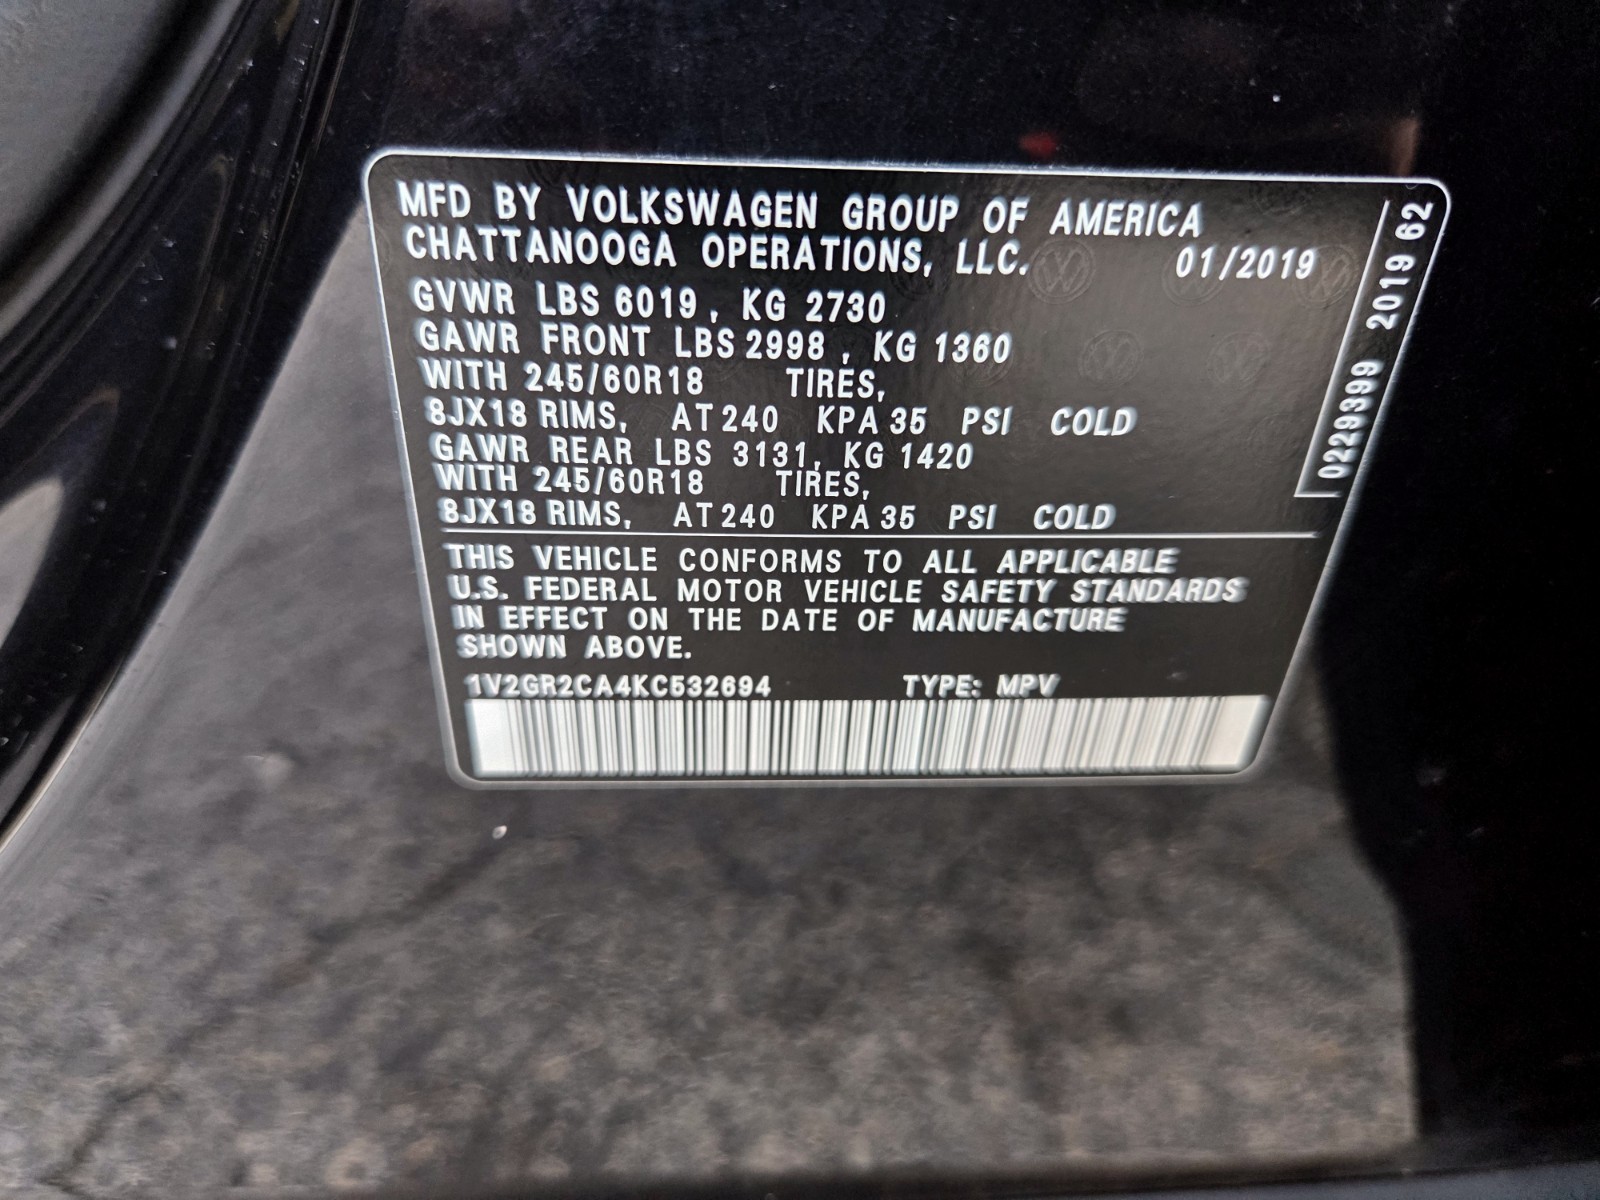 MFD BY VOLKSWAGEN GROUP OF AMERICA
CHATTANOOGA OPERATIONS, LLC. 01/2019
GVWR LBS 6019, KG 2730
GAWR FRONT LBS 2998, KG 1360
WITH 245/60R18 TIRES,
8JX18 RIMS, AT 240 KPA 35 PSI COLD
GAWR REAR LBS 3131, KG 1420
WITH 245/60R18 TIRES,
8JX18 RIMS, AT 240 KPA 35 PSI COLD
THIS VEHICLE CONFORMS TO ALL APPLICABLE
U.S. FEDERAL MOTOR VEHICLE SAFETY STANDARDS
IN EFFECT ON THE DATE OF MANUFACTURE
SHOWN ABOVE.
1V2GR2CA4KC532694 TYPE: MPV
0229399 2019 62